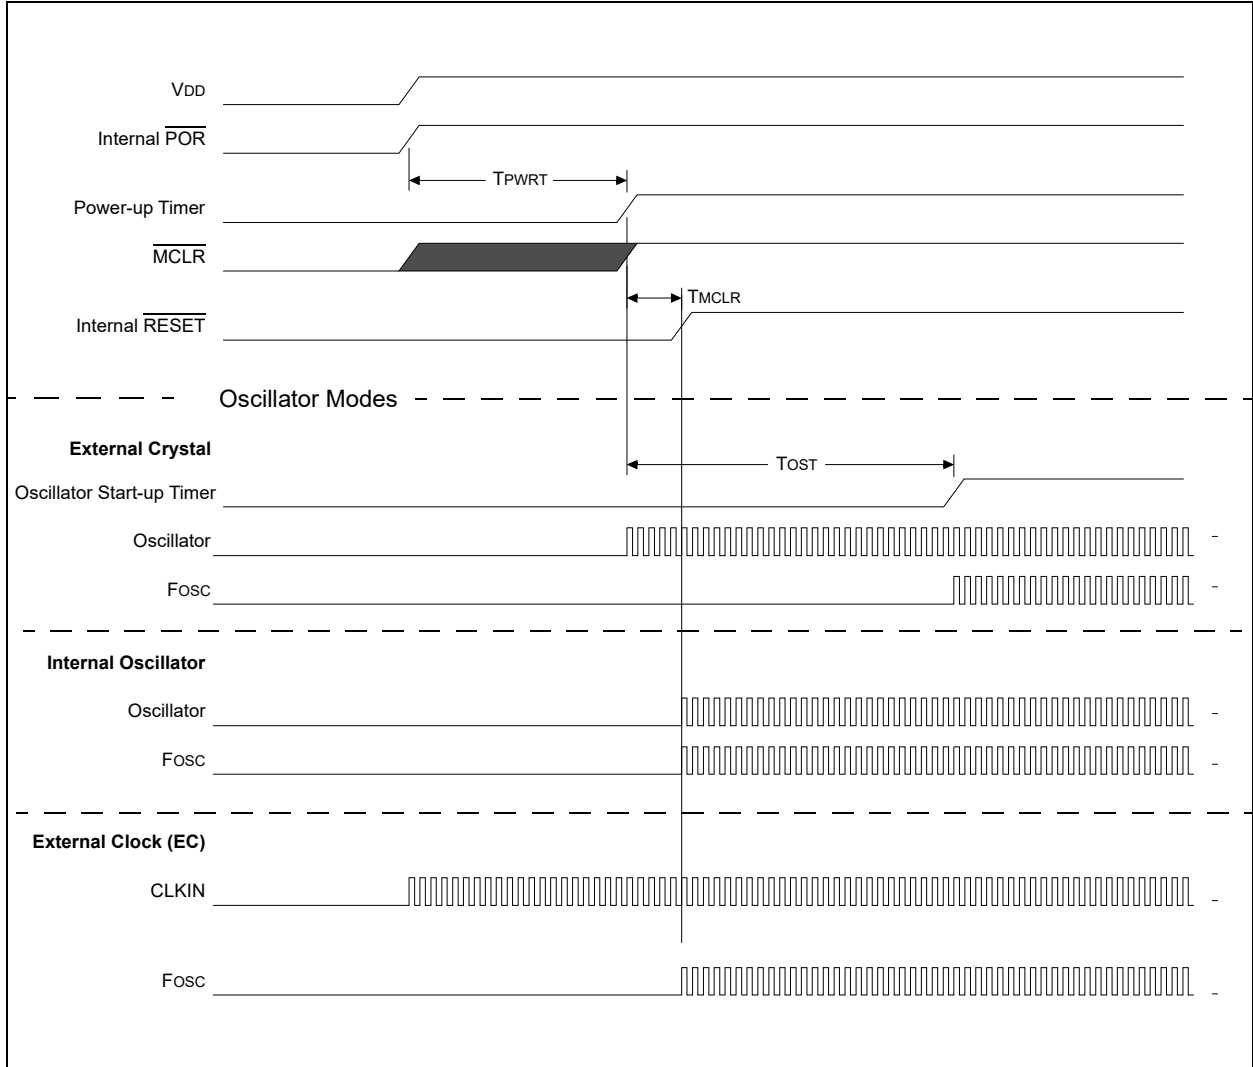 VDD
Internal POR
TPWRT
Power-up Timer
MCLR
TMCLR
Internal RESET
Oscillator Modes
External Crystal
TOST
Oscillator Start-up Timer
Oscillator
FOSC
Internal Oscillator
Oscillator
FOSC
External Clock (EC)
CLKIN
FOSC